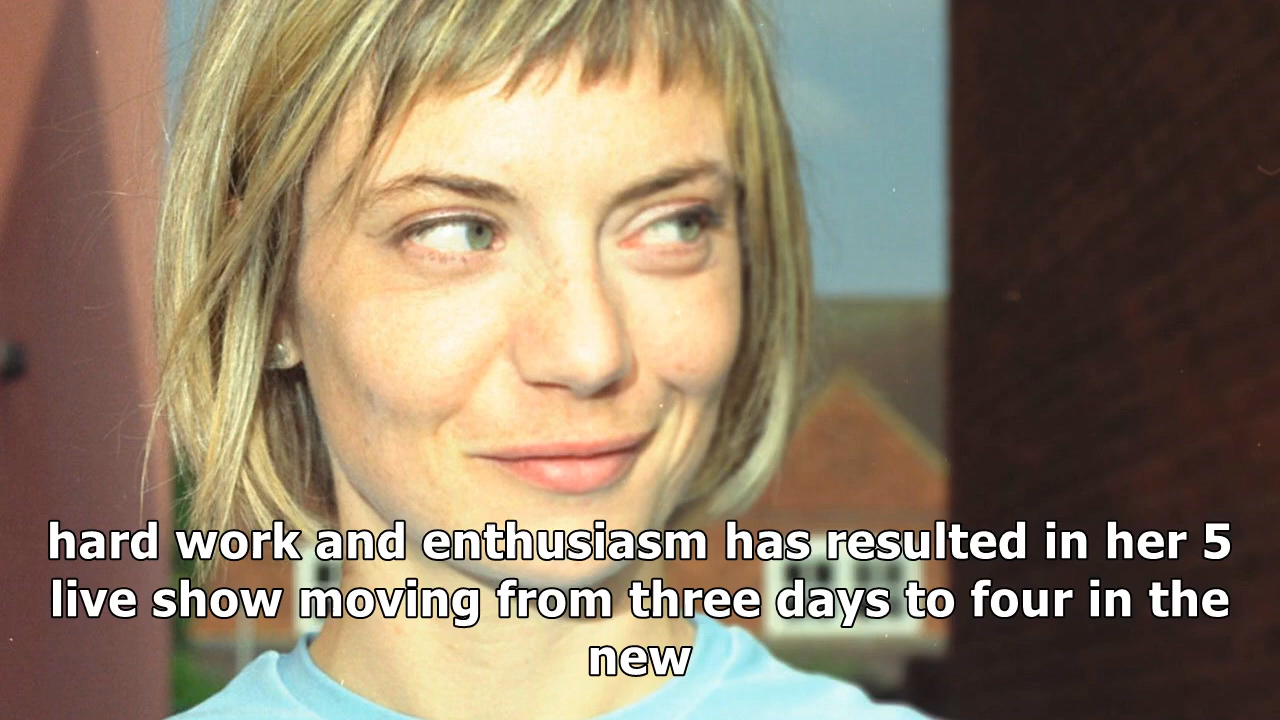 hard work and enthusiasm has resulted in her 5
live show moving from three days to four in the
new